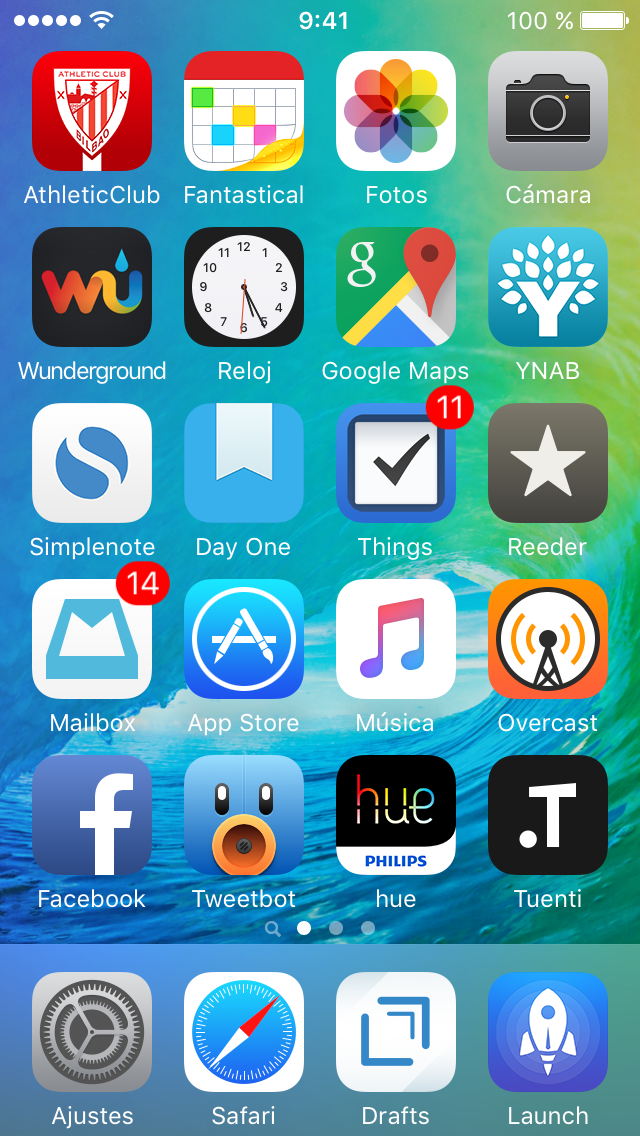 9:41
100 %
ATHLETIC CLUB
BILBAO
AthleticClub
Fantastical
Fotos
Cámara
wu
12
11
1
10
2
9
3
8
4
7
5
6
g
Y
Wunderground
Reloj
Google Maps
YNAB
11
Simplenote
Day One
Things
Reeder
14
Mailbox
App Store
Música
Overcast
f
hue
PHILIPS
.T
Facebook
Tweetbot
hue
Tuenti
Ajustes
Safari
Drafts
Launch